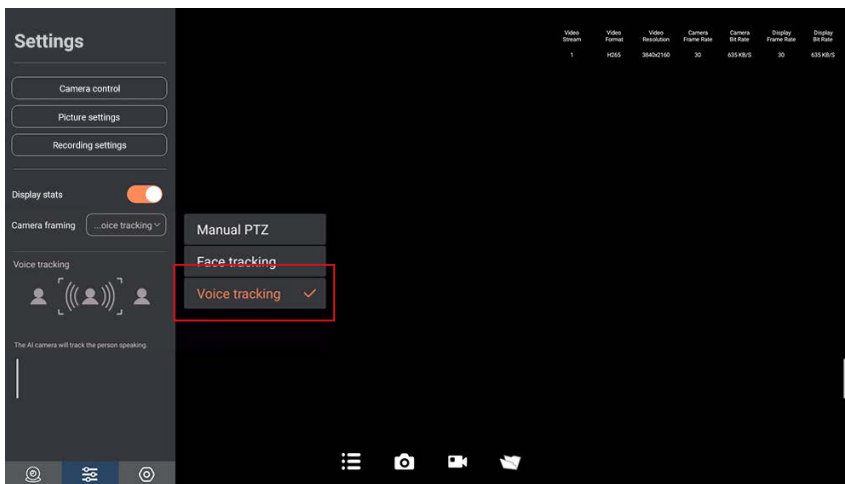 Settings
Camera control
Picture settings
Recording settings
Display stats
Camera framing
...oice tracking
Voice tracking
The AI camera will track the person speaking.
Manual PTZ
Face tracking
Voice tracking
Video Stream
Video Format
Video Resolution
Camera Frame Rate
Camera Bit Rate
Display Frame Rate
Display Bit Rate
1
H265
3840x2160
30
635 KB/S
30
635 KB/S